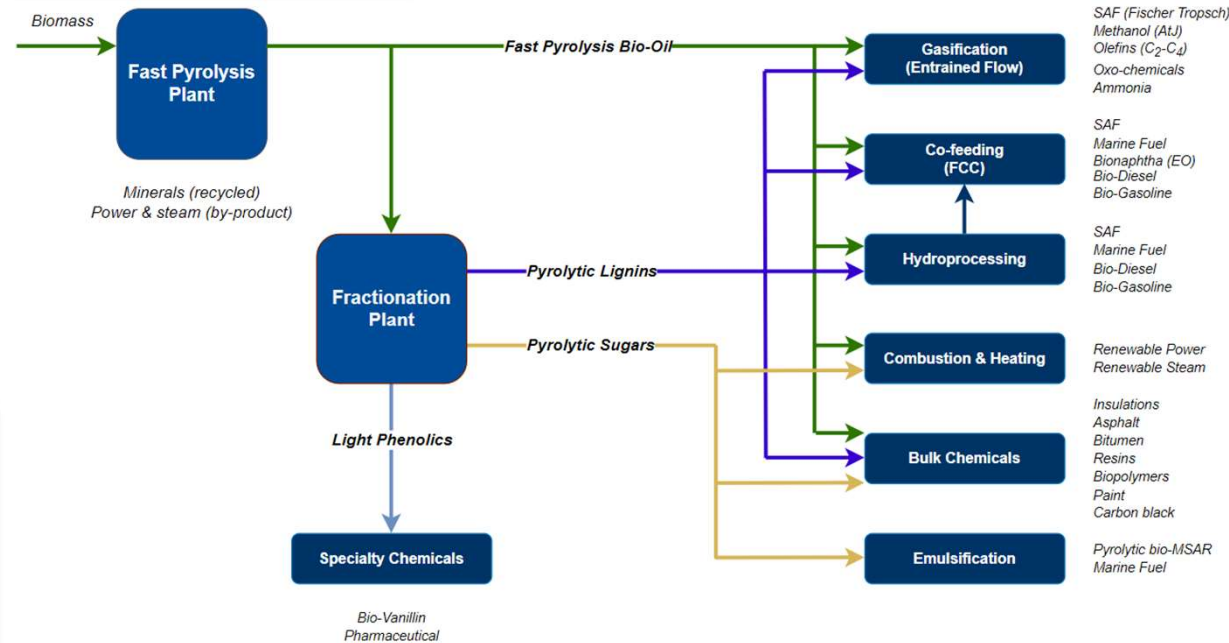 Biomass
Fast Pyrolysis
Plant
Minerals (recycled)
Power & steam (by-product)
Fast Pyrolysis Bio-Oil
Fractionation
Plant
Pyrolytic Lignins
Pyrolytic Sugars
Light Phenolics
Specialty Chemicals
Bio-Vanillin
Pharmaceutical
Gasification
(Entrained Flow)
SAF (Fischer Tropsch)
Methanol (AtJ)
Olefins (C2-C4)
Oxo-chemicals
Ammonia
Co-feeding
(FCC)
SAF
Marine Fuel
Bionaphtha (EO)
Bio-Diesel
Bio-Gasoline
Hydroprocessing
SAF
Marine Fuel
Bio-Diesel
Bio-Gasoline
Combustion & Heating
Renewable Power
Renewable Steam
Bulk Chemicals
Insulations
Asphalt
Bitumen
Resins
Biopolymers
Paint
Carbon black
Emulsification
Pyrolytic bio-MSAR
Marine Fuel